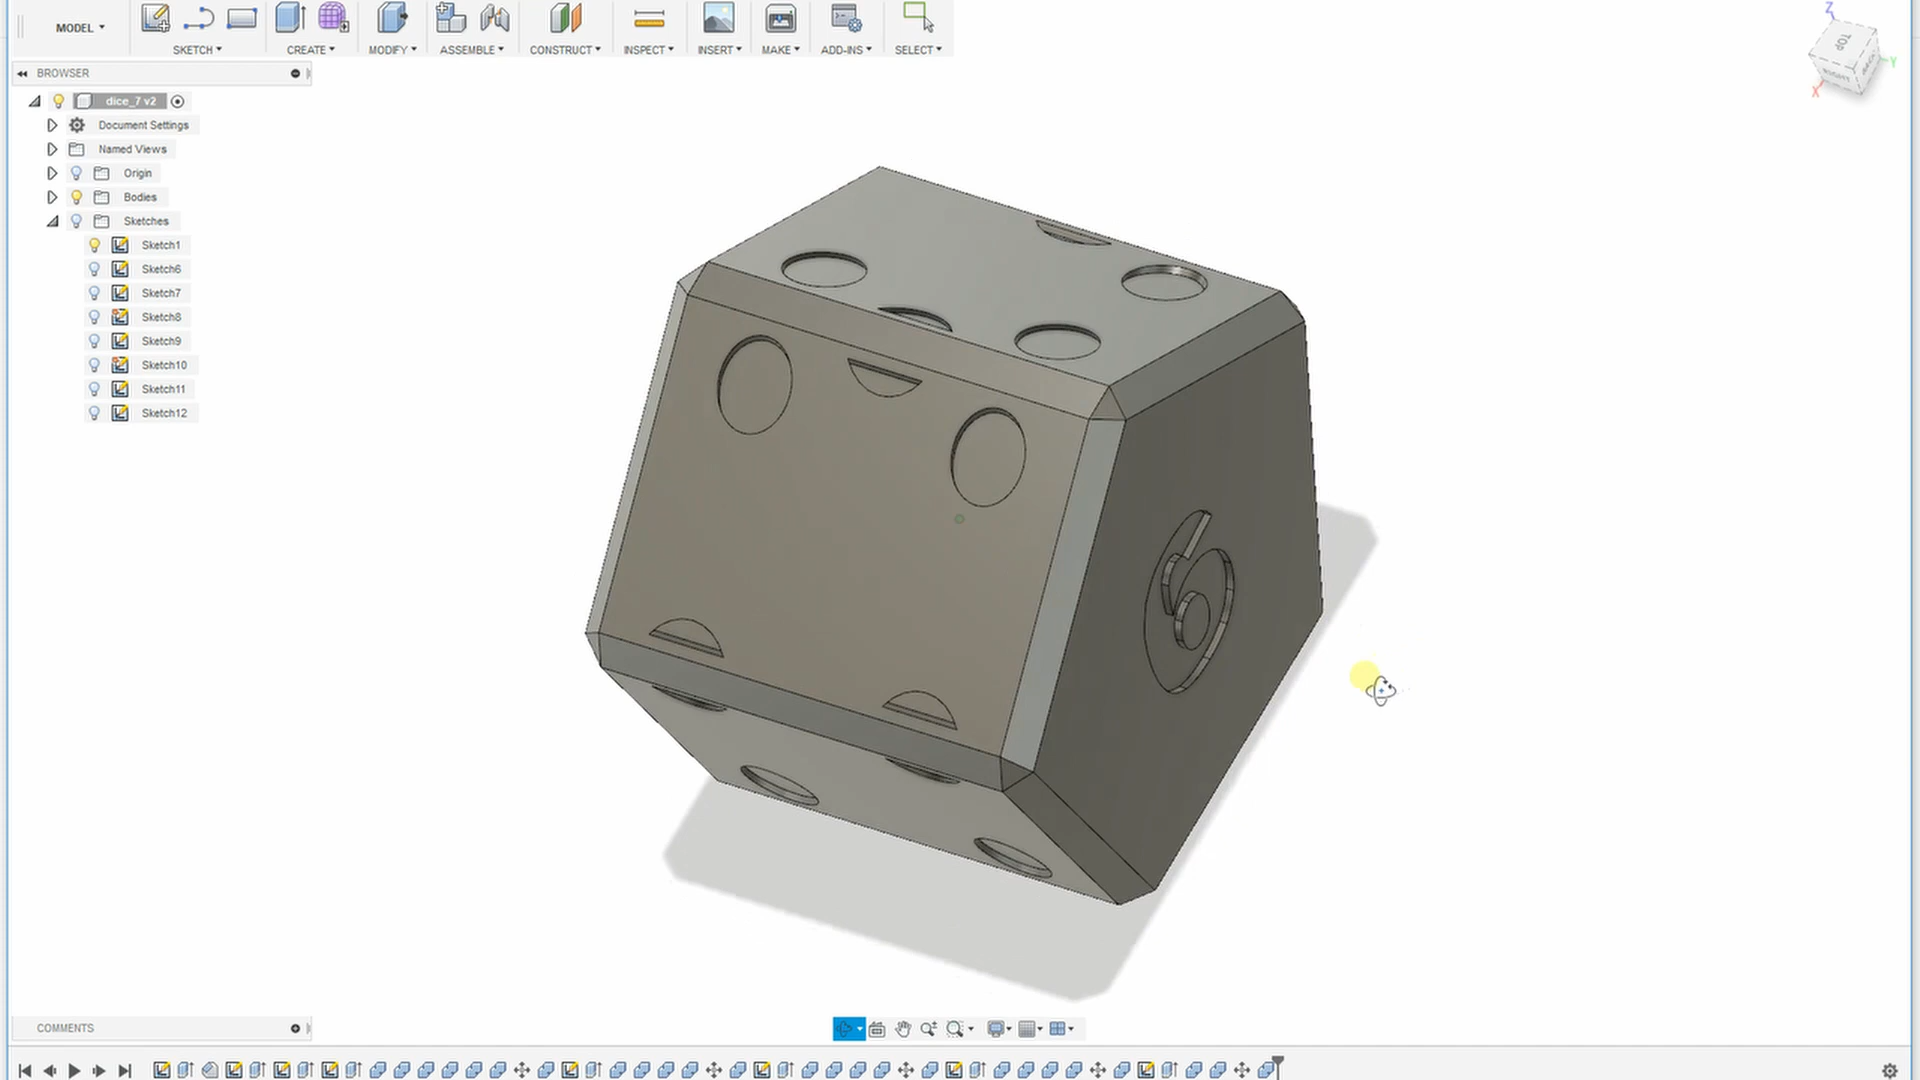 MODEL
SKETCH
CREATE
MODIFY
ASSEMBLE
CONSTRUCT
INSPECT
INSERT
MAKE
ADD-INS
SELECT
Z
TOP
RIGHT
Y
X
BROWSER
dice_7 v2
Document Settings
Named Views
Origin
Bodies
Sketches
Sketch1
Sketch6
Sketch7
Sketch8
Sketch9
Sketch10
Sketch11
Sketch12
6
COMMENTS